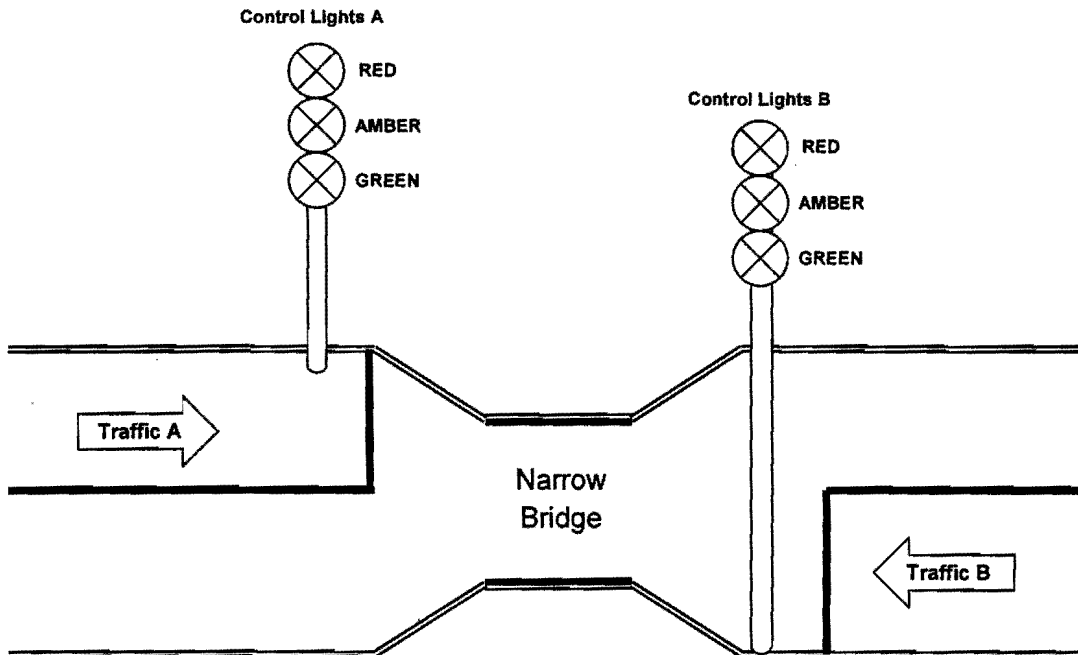 Control Lights A
RED
AMBER
GREEN
Control Lights B
RED
AMBER
GREEN
Traffic A
Narrow
Bridge
Traffic B